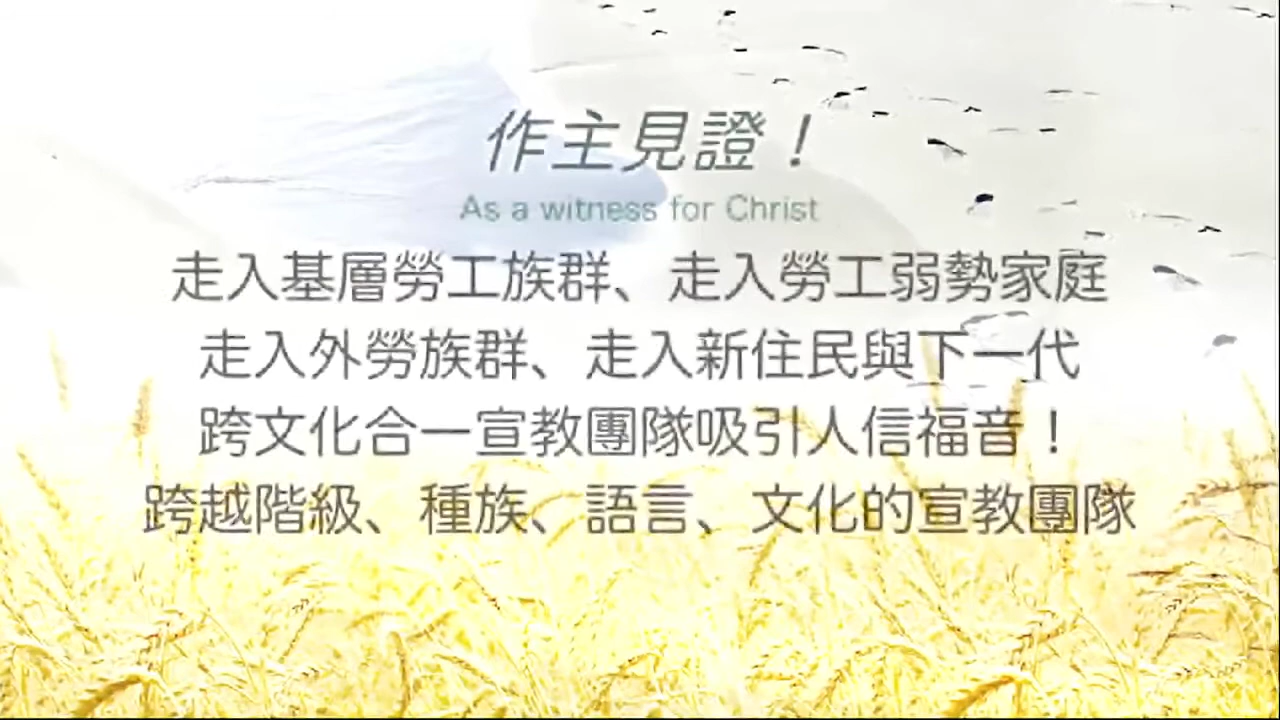 作主見證！
As a witness for Christ
走入基層勞工族群、走入勞工弱勢家庭
走入外勞族群、走入新住民與下一代
跨文化合一宣教團隊吸引人信福音！
跨越階級、種族、語言、文化的宣教團隊